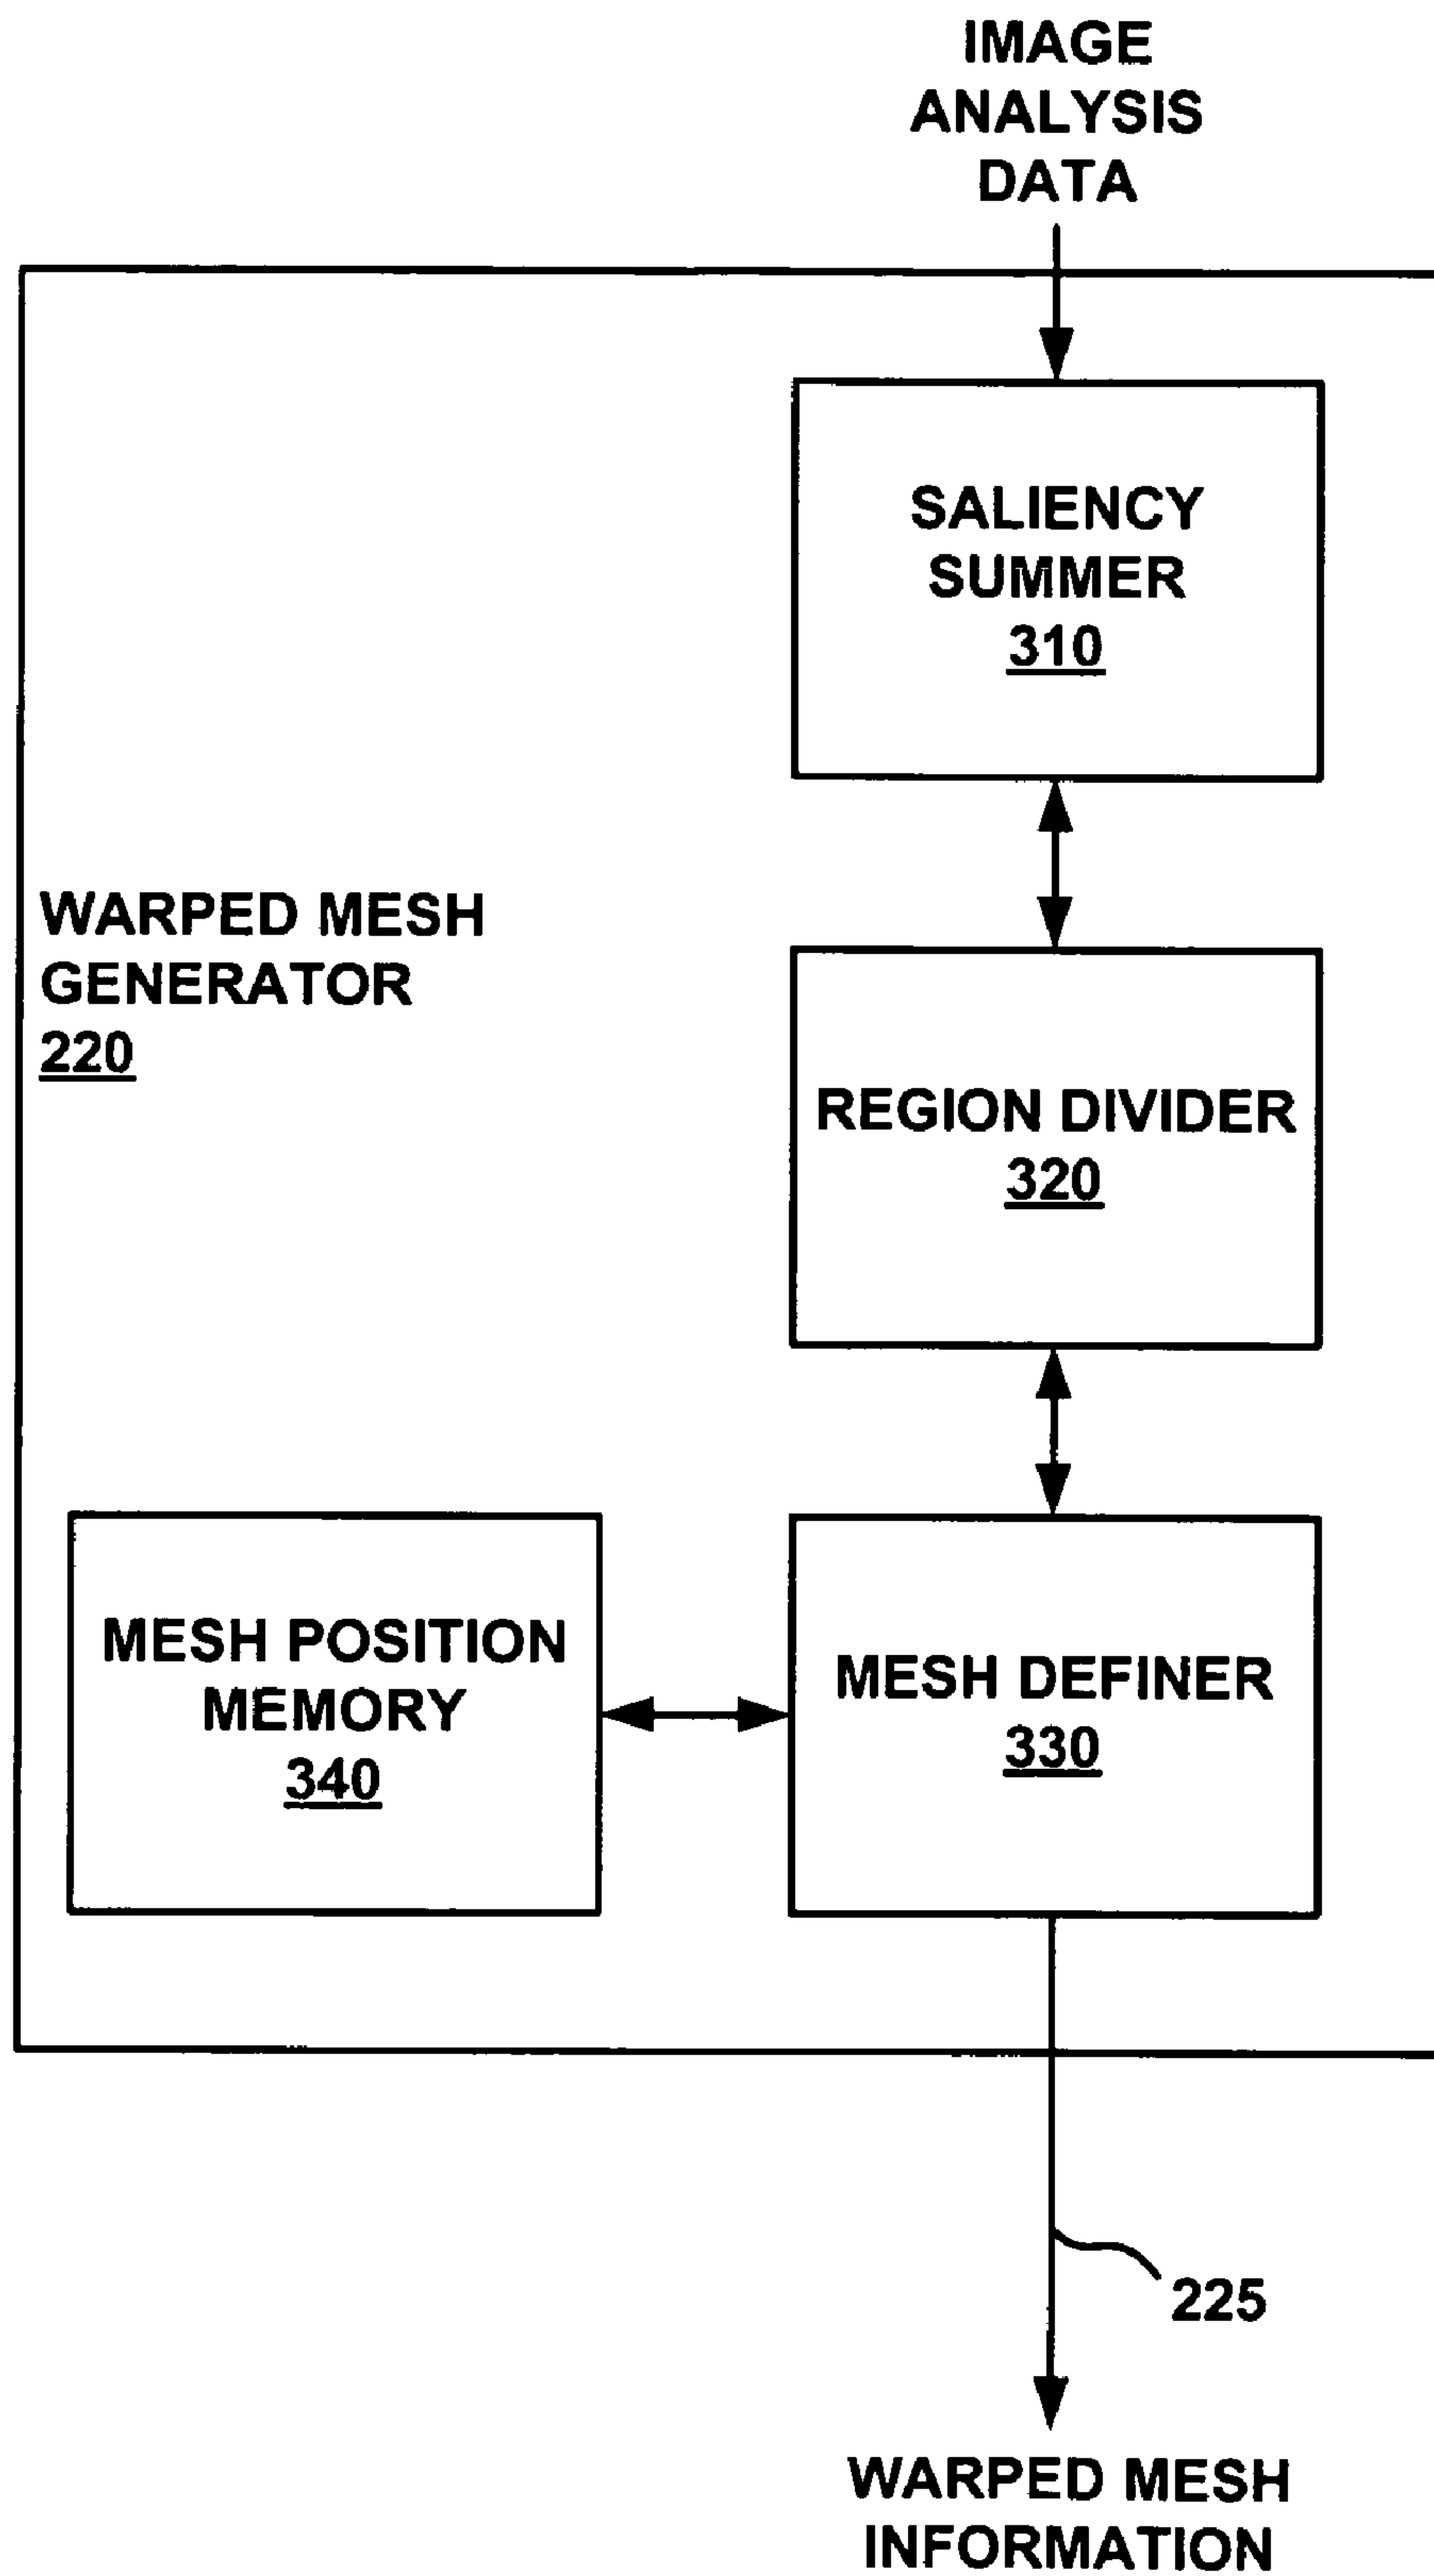 IMAGE
ANALYSIS
DATA
SALIENCY
SUMMER
310
WARPED MESH
GENERATOR
220
REGION DIVIDER
320
MESH POSITION
MEMORY
340
MESH DEFINER
330
225
WARPED MESH
INFORMATION